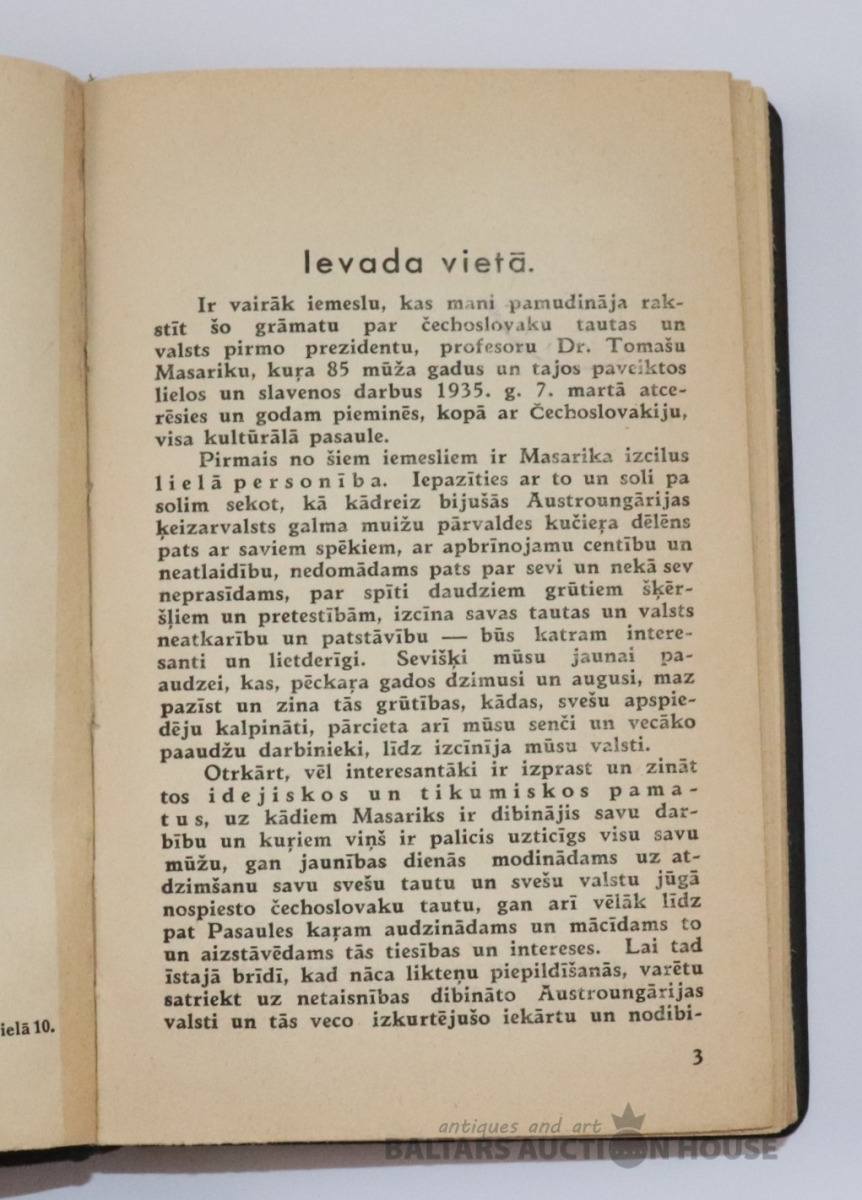 Ievada vietā.
Ir vairāk iemeslu, kas mani pamudināja rak-
stīt šo grāmatu par čechoslovaku tautas un
valsts pirmo prezidentu, profesoru Dr. Tomašu
Masariku, kuŗa 85 mūža gadus un tajos paveiktos
lielos un slavenos darbus 1935. g. 7. martā atce-
rēsies un godam pieminēs, kopā ar Čechoslovakiju,
visa kultūrālā pasaule.
Pirmais no šiem iemesliem ir Masarika izcilus
lielā personība. Iepazīties ar to un soli pa
solim sekot, kā kādreiz bijušās Austroungārijas
ķeizarvalsts galma muižu pārvaldes kučieŗa dēlēns
pats ar saviem spēkiem, ar apbrīnojamu centību un
neatlaidību, nedomādams pats par sevi un nekā sev
neprasīdams, par spīti daudziem grūtiem šķēr-
šļiem un pretestībām, izcīna savas tautas un valsts
neatkarību un patstāvību — būs katram intere-
santi un lietderīgi. Sevišķi mūsu jaunai pa-
audzei, kas, pēckaŗa gados dzimusi un augusi, maz
pazīst un zina tās grūtības, kādas, svešu apspie-
dēju kalpināti, pārcieta arī mūsu senči un vecāko
paaudžu darbinieki, līdz izcīnīja mūsu valsti.
Otrkārt, vēl interesantāki ir izprast un zināt
tos idejiskos un tikumiskos pama-
tus, uz kādiem Masariks ir dibinājis savu dar-
bību un kuŗiem viņš ir palicis uzticīgs visu savu
mūžu, gan jaunības dienās modinādams uz at-
dzimšanu savu svešu tautu un svešu valstu jūgā
nospiesto čechoslovaku tautu, gan arī vēlāk līdz
pat Pasaules kaŗam audzinādams un mācīdams to
un aizstāvēdams tās tiesības un intereses. Lai tad
īstajā brīdī, kad nāca likteņu piepildīšanās, varētu
satriekt uz netaisnības dibināto Austroungārijas
valsti un tās veco izkurtējušo iekārtu un nodibi-
3
ielā 10.
antiques and art
BALTARS AUCTION HOUSE